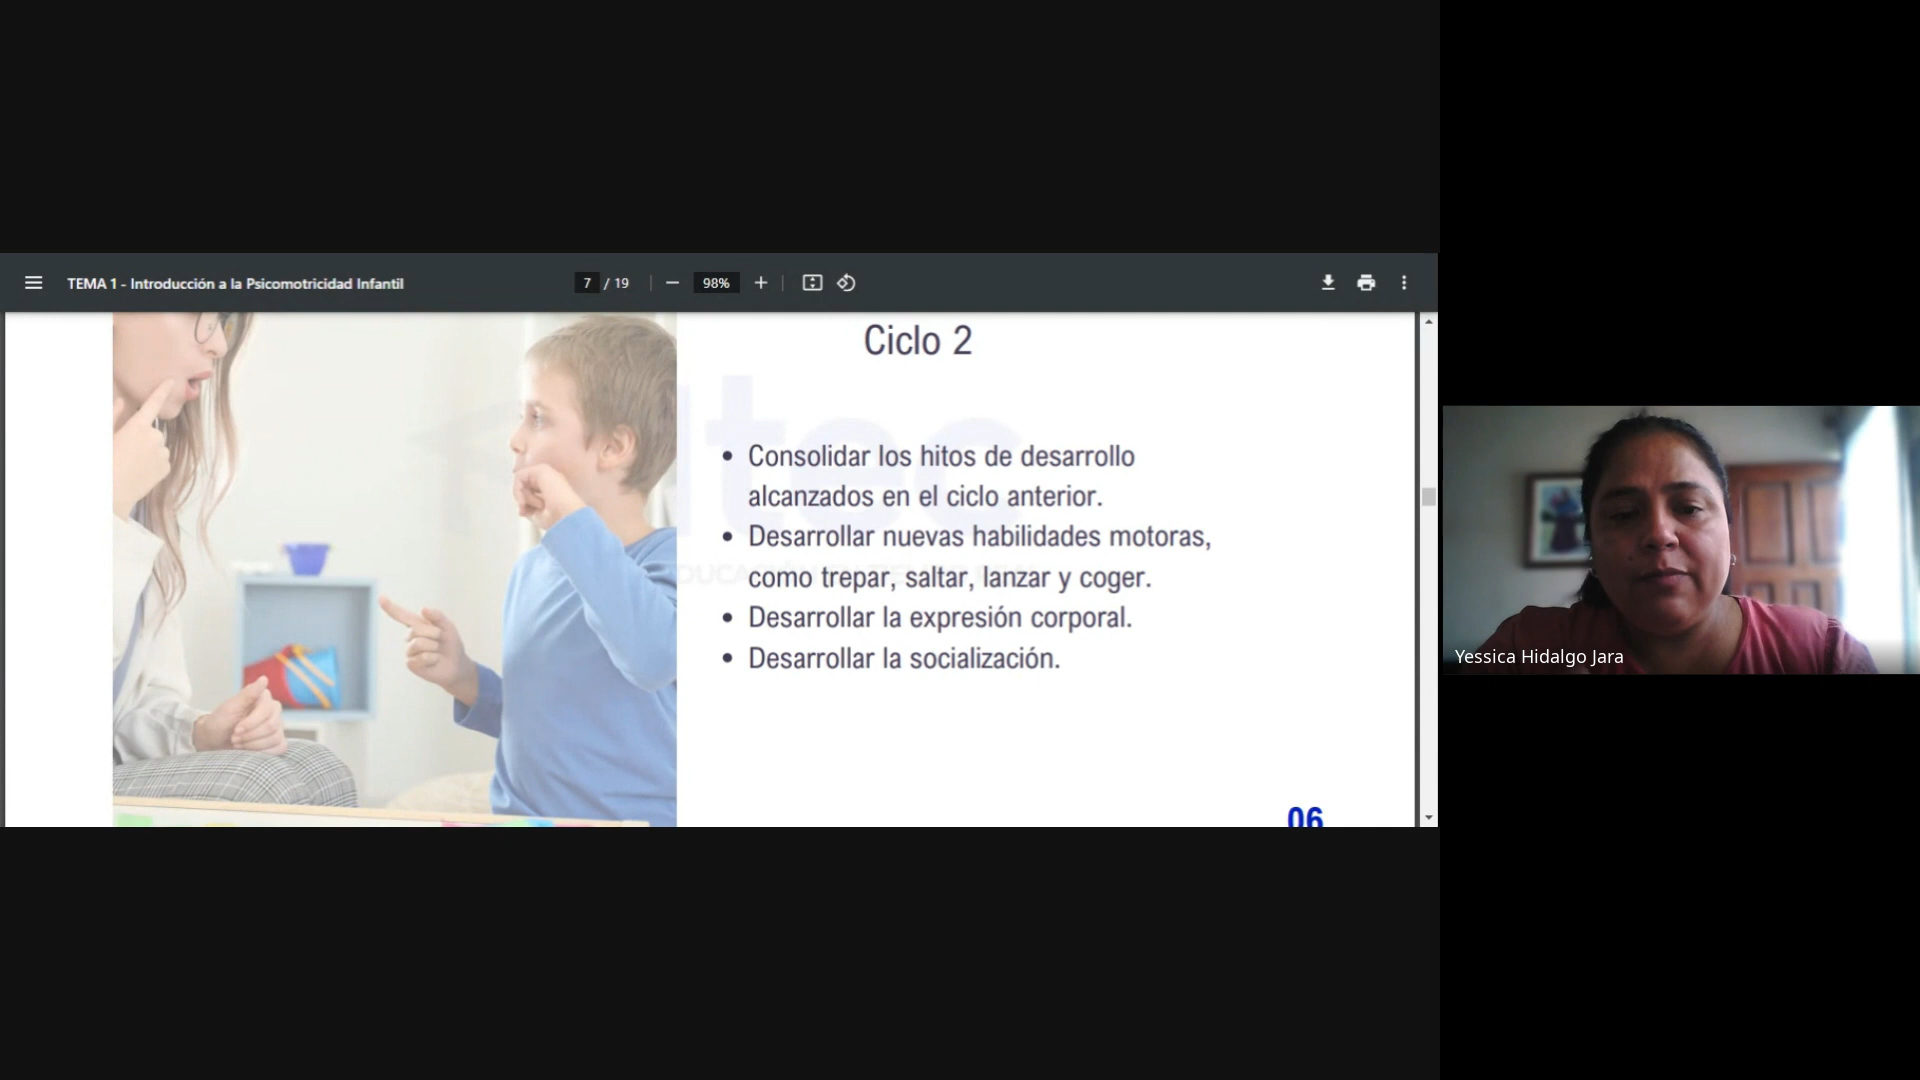 TEMA 1 - Introducción a la Psicomotricidad Infantil
7 / 19
98%
Ciclo 2
• Consolidar los hitos de desarrollo
alcanzados en el ciclo anterior.
• Desarrollar nuevas habilidades motoras,
como trepar, saltar, lanzar y coger.
• Desarrollar la expresión corporal.
• Desarrollar la socialización.
06
Yessica Hidalgo Jara